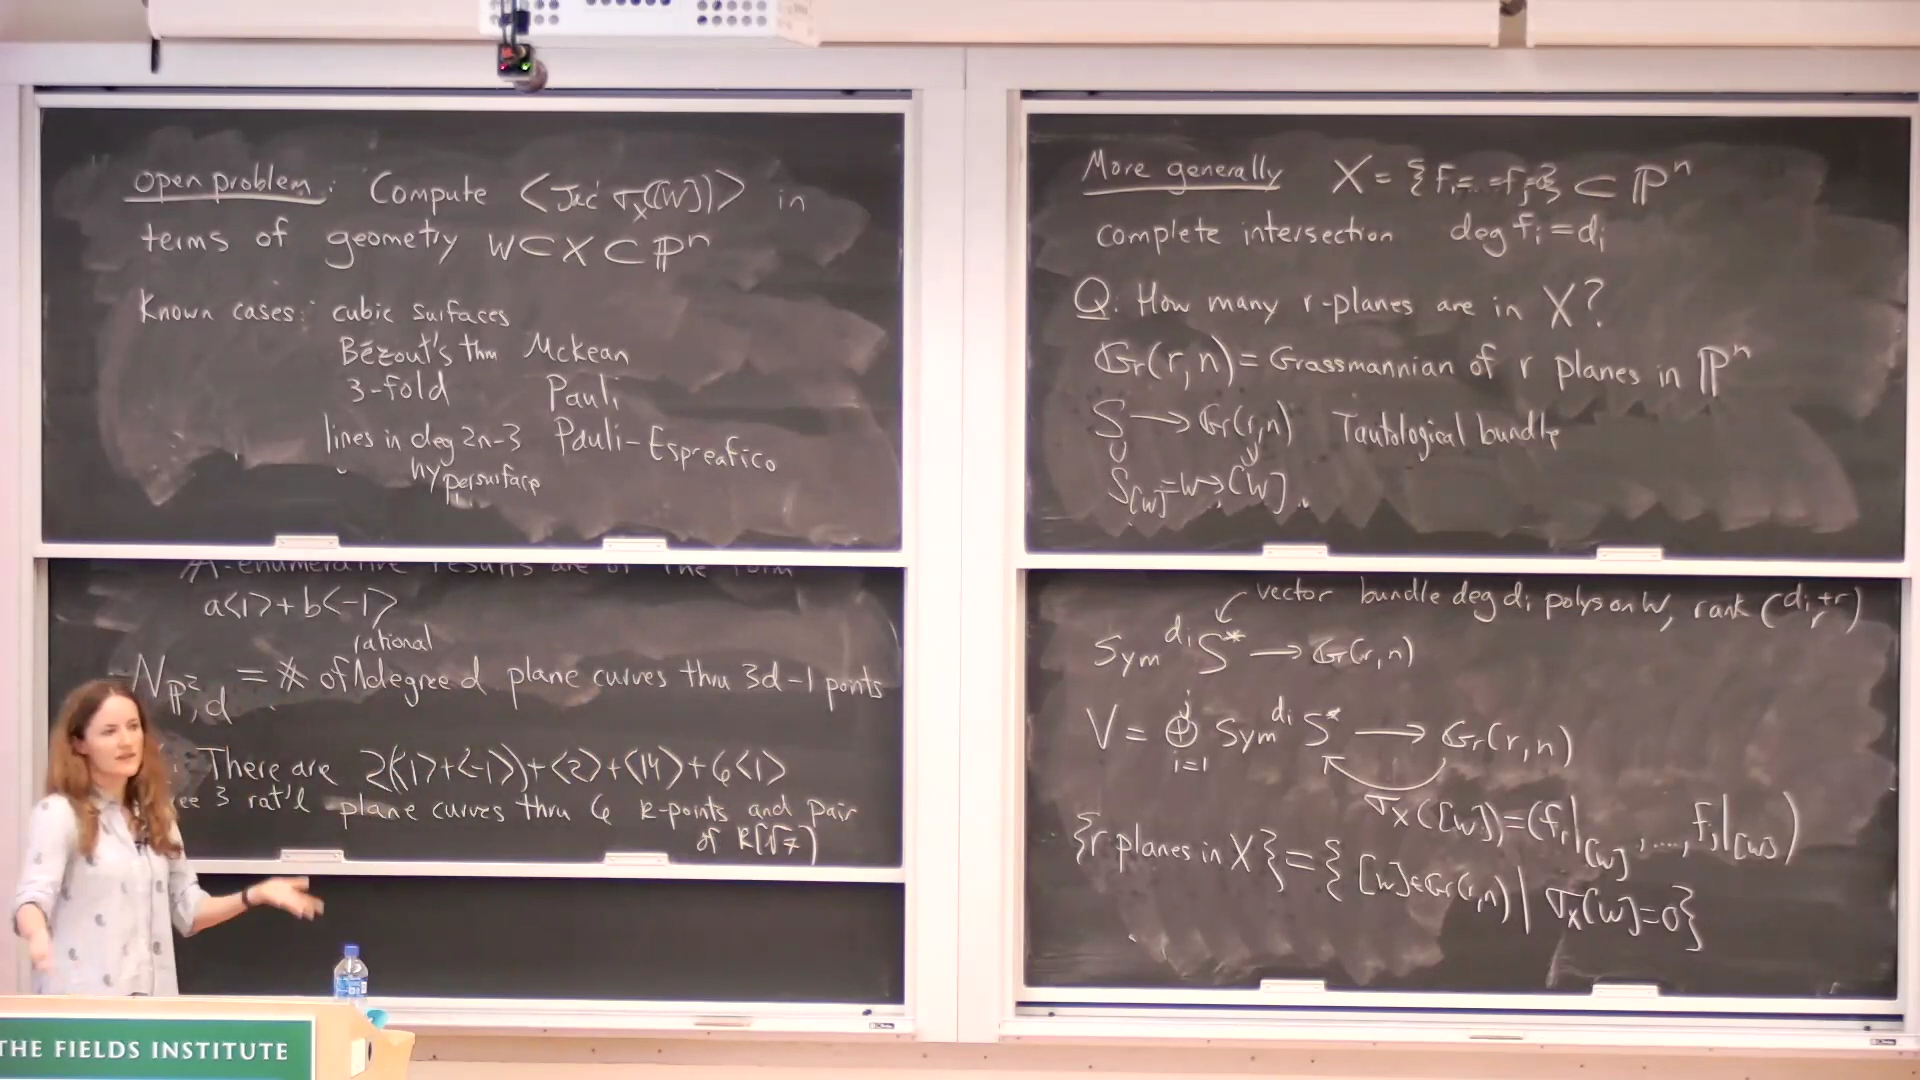 Open problem: Compute <Jac σ_X([W])> in
terms of geometry W⊂X⊂ℙⁿ
Known cases: cubic surfaces
Bézout's thm McKean
3-fold Pauli
lines in deg 2n-3 Pauli-Espreafico
hypersurface
A-enumerative results are of the form
a<1>+b<-1>
rational
N_{ℙ²,d} = # of ∧ degree d plane curves thru 3d-1 points
There are 2(<1>+<-1>)+<2>+<14>+6<1>
3 rat'l plane curves thru 6 k-points and pair
of k(√7)
More generally X = {f₁=...=f_j=0} ⊂ ℙⁿ
complete intersection deg f_i = d_i
Q: How many r-planes are in X?
Gr(r,n) = Grassmannian of r planes in ℙⁿ
S → Gr(r,n) Tautological bundle
S_[W] = W → [W]
vector bundle deg d_i polys on W, rank (d_i+r r)
Sym^{d_i} S* → Gr(r,n)
V = ⊕_{i=1}^{j} Sym^{d_i} S* → Gr(r,n)
σ_X([W]) = (f₁|_[W], ..., f_j|_[W])
{r planes in X} = {[W]∈Gr(r,n) | σ_X[W]=0}
THE FIELDS INSTITUTE